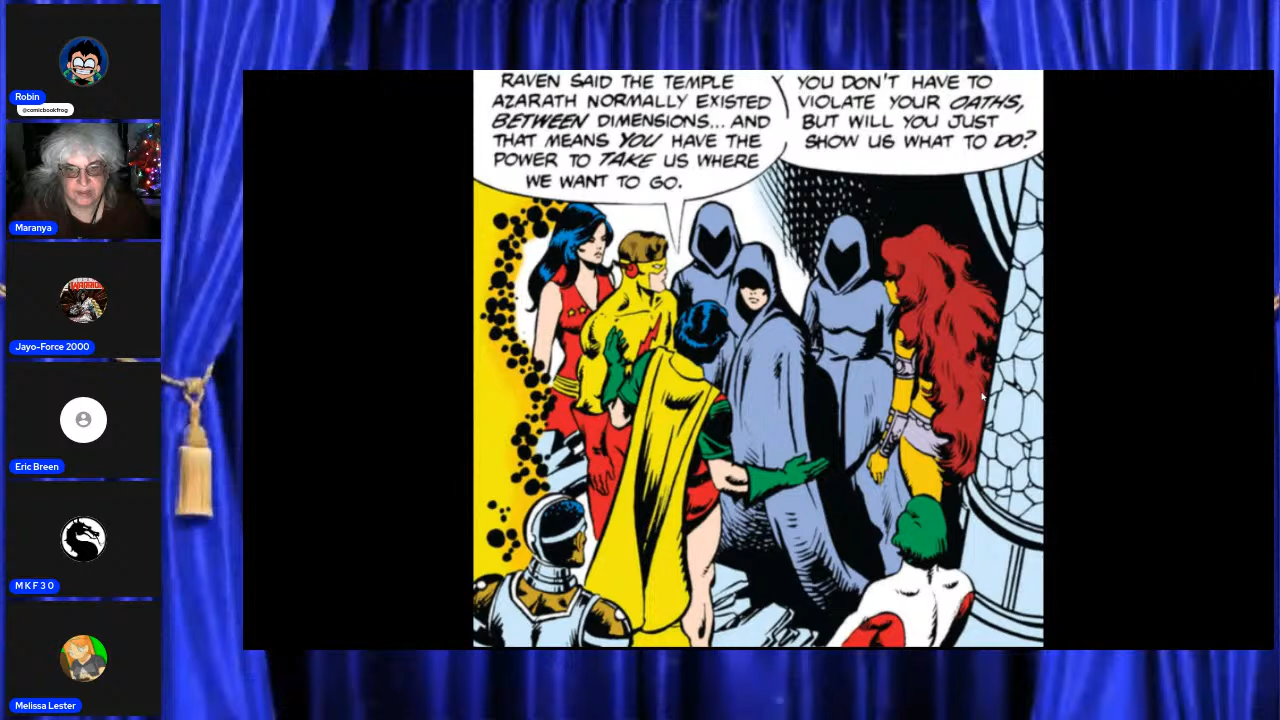 Robin
@comicbookfrog
Maranya
Jayo-Force 2000
Eric Breen
M K F 3 0
Melissa Lester
RAVEN SAID THE TEMPLE
AZARATH NORMALLY EXISTED
BETWEEN DIMENSIONS... AND
THAT MEANS YOU HAVE THE
POWER TO TAKE US WHERE
WE WANT TO GO.
YOU DON'T HAVE TO
VIOLATE YOUR OATHS,
BUT WILL YOU JUST
SHOW US WHAT TO DO?